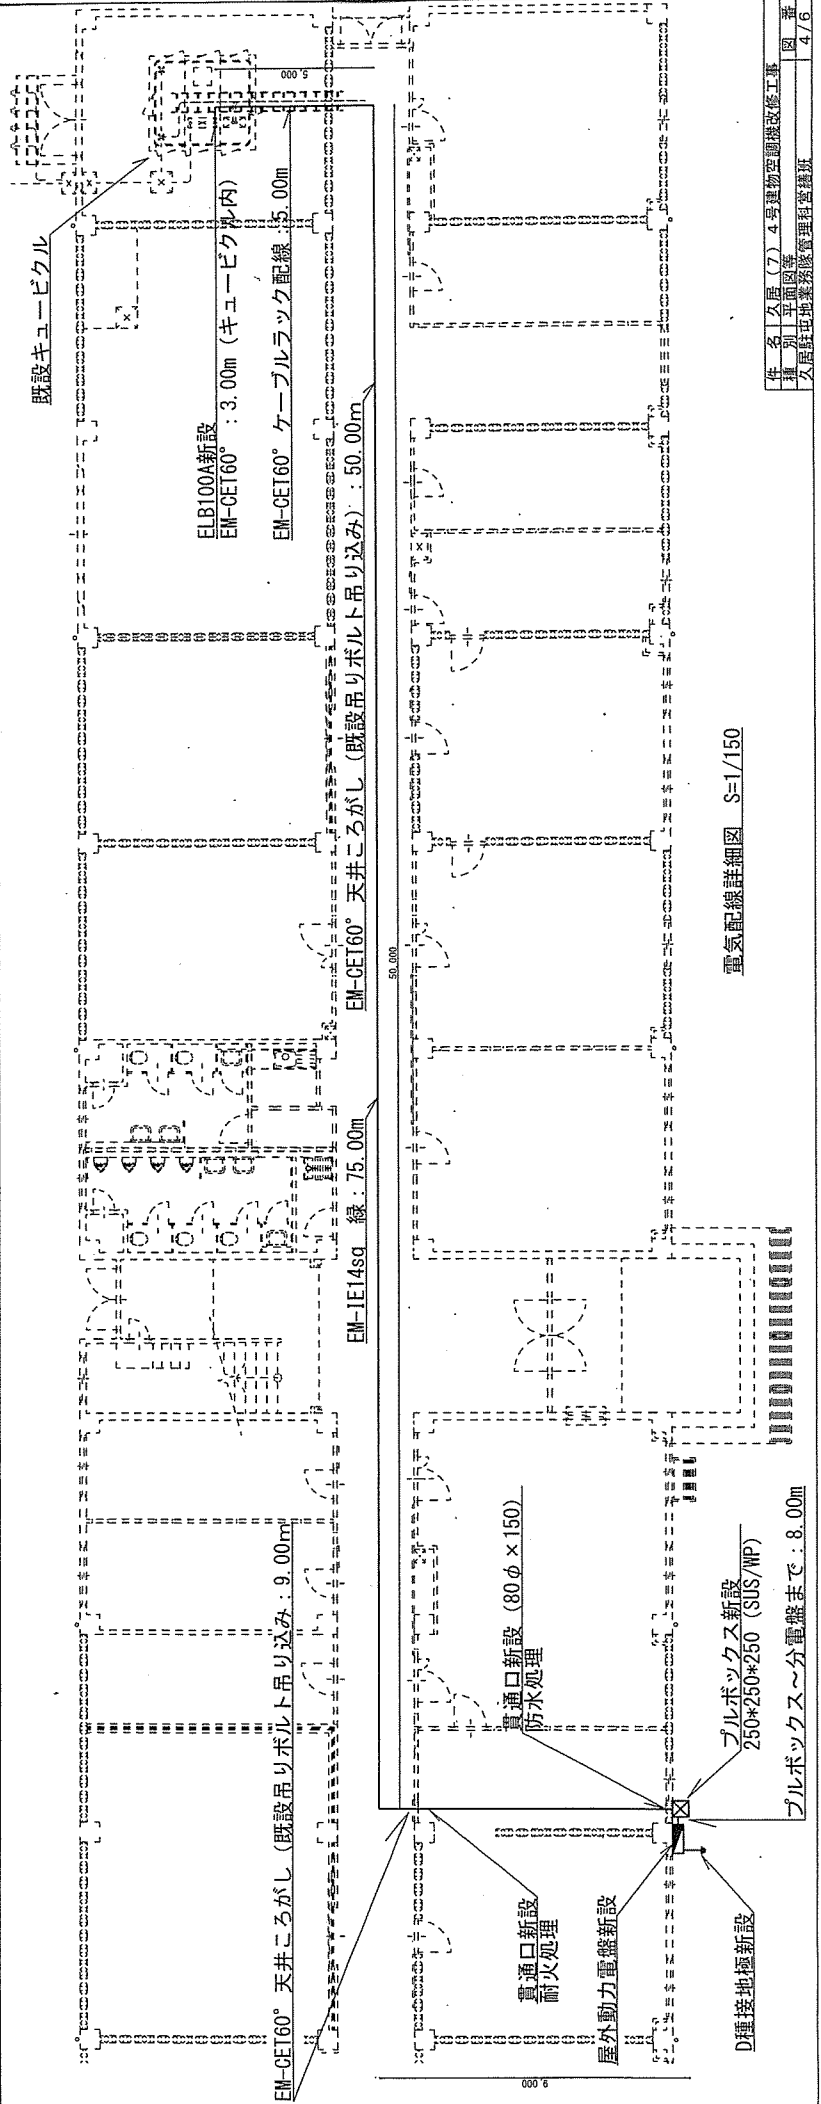 既設キュービクル
5,000
ELB100A新設
EM-CET60°：3.00m (キュービクル内)
EM-CET60° ケーブルラック配線：5.00m
EM-CET60° 天井ころがし (既設吊りボルト吊り込み)：50.00m
50.000
EM-IE14sq 緑：75.00m
EM-CET60° 天井ころがし (既設吊りボルト吊り込み：9.00m
貫通口新設 (80φ×150)
防水処理
貫通口新設
耐火処理
プルボックス新設
250*250*250 (SUS/WP)
プルボックス～分電盤まで：8.00m
屋外動力電盤新設
D種接地極新設
9,000
電気配線詳細図 S=1/150
件名 久居(7)4号建物空調機改修工事
種別 平面図等 図番
久居駐屯地業務隊管理科営繕班 4/6